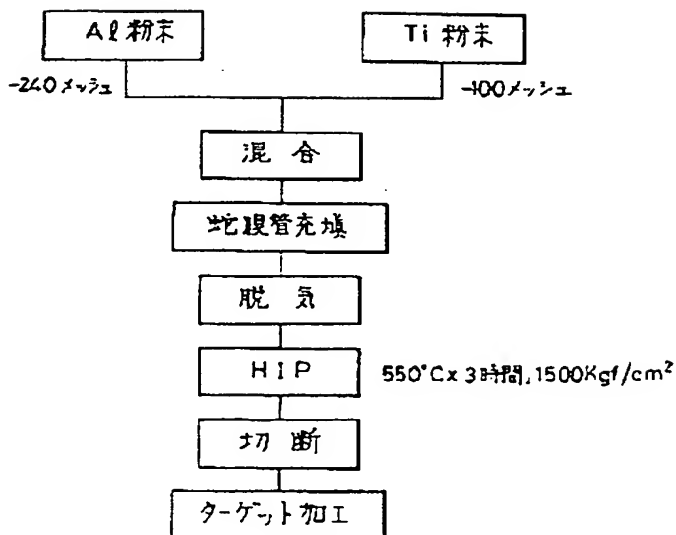 Al粉末
Ti粉末
-240メッシュ
-100メッシュ
混合
蛇腹管充填
脱気
HIP
550°C×3時間,1500Kgf/cm²
切断
ターゲット加工